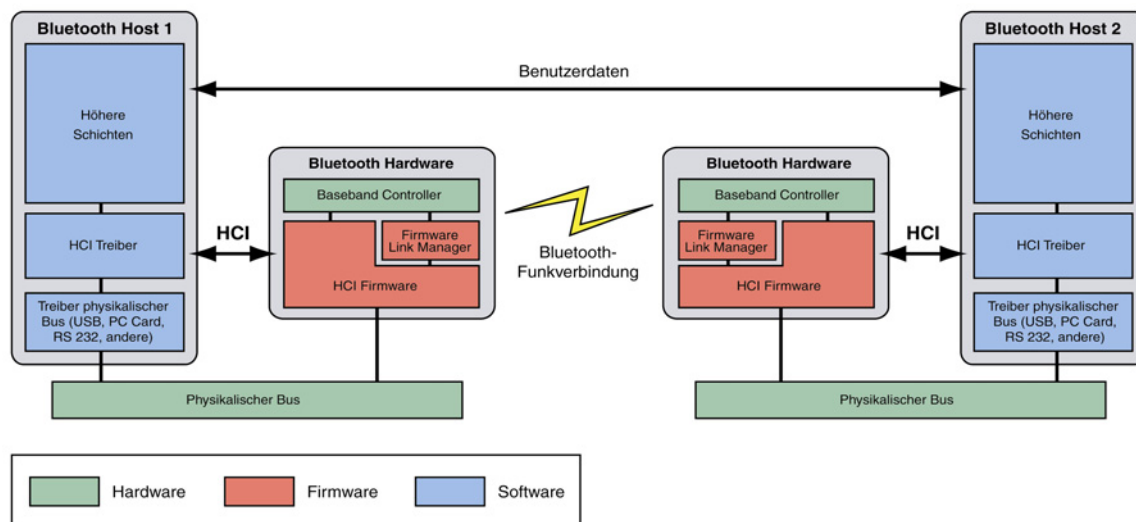 Bluetooth Host 1
Höhere
Schichten
HCI Treiber
Treiber physikalischer
Bus (USB, PC Card,
RS 232, andere)
HCI
Benutzerdaten
Bluetooth Hardware
Baseband Controller
Firmware
Link Manager
HCI Firmware
Physikalischer Bus
Bluetooth-
Funkverbindung
Bluetooth Hardware
Baseband Controller
Firmware
Link Manager
HCI Firmware
HCI
Bluetooth Host 2
Höhere
Schichten
HCI Treiber
Treiber physikalischer
Bus (USB, PC Card,
RS 232, andere)
Physikalischer Bus
Hardware
Firmware
Software